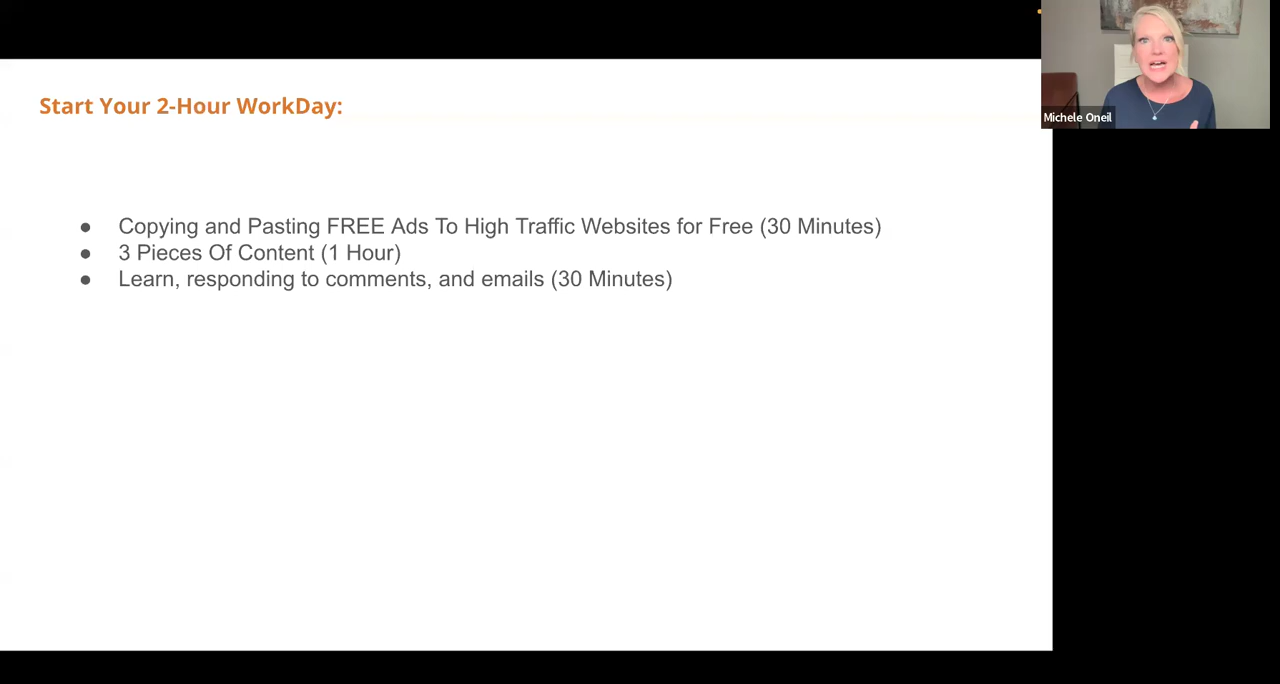 Start Your 2-Hour WorkDay:
● Copying and Pasting FREE Ads To High Traffic Websites for Free (30 Minutes)
● 3 Pieces Of Content (1 Hour)
● Learn, responding to comments, and emails (30 Minutes)
Michele Oneil